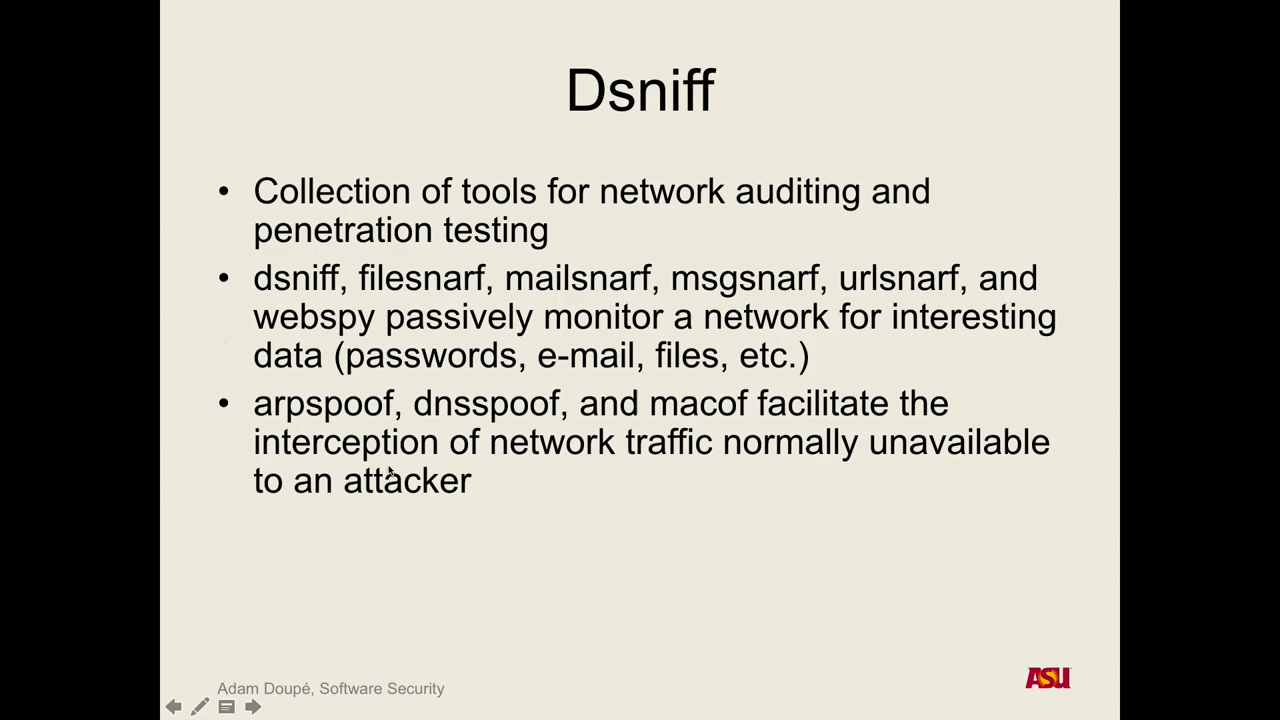 Dsniff
• Collection of tools for network auditing and
penetration testing
• dsniff, filesnarf, mailsnarf, msgsnarf, urlsnarf, and
webspy passively monitor a network for interesting
data (passwords, e-mail, files, etc.)
• arpspoof, dnsspoof, and macof facilitate the
interception of network traffic normally unavailable
to an attacker
Adam Doupé, Software Security
ASU